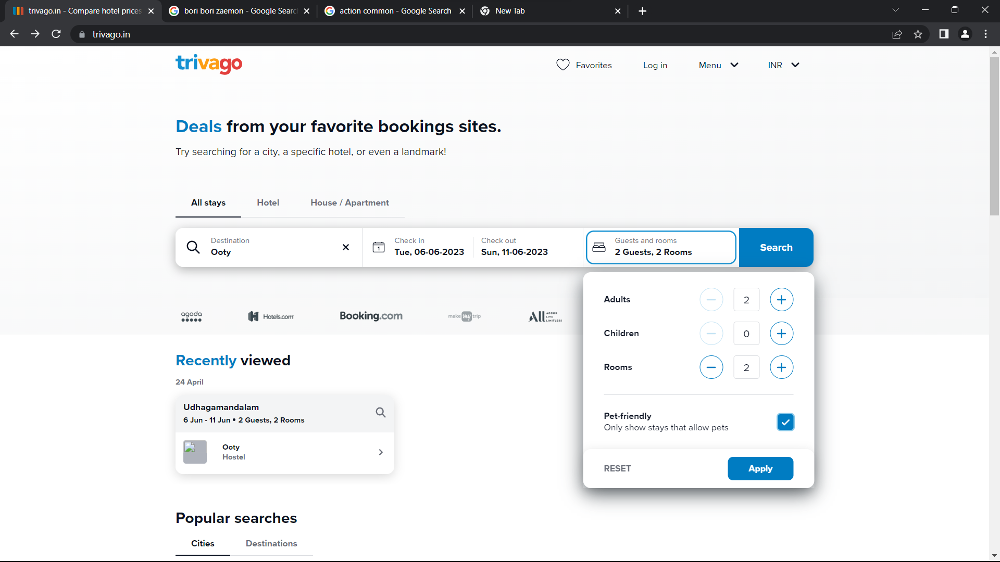 trivago.in - Compare hotel prices
bori bori zaemon - Google Searc
action common - Google Search
New Tab
trivago.in
trivago
Favorites
Log in
Menu
INR
Deals from your favorite bookings sites.
Try searching for a city, a specific hotel, or even a landmark!
All stays
Hotel
House / Apartment
Destination
Ooty
1
Check in
Tue, 06-06-2023
Check out
Sun, 11-06-2023
Guests and rooms
2 Guests, 2 Rooms
Search
Adults
2
Children
0
Rooms
2
Pet-friendly
Only show stays that allow pets
RESET
Apply
agoda
Hotels.com
Booking.com
make my trip
ALL ACCOR LIVE LIMITLESS
Recently viewed
24 April
Udhagamandalam
6 Jun - 11 Jun • 2 Guests, 2 Rooms
Ooty
Hostel
Popular searches
Cities
Destinations